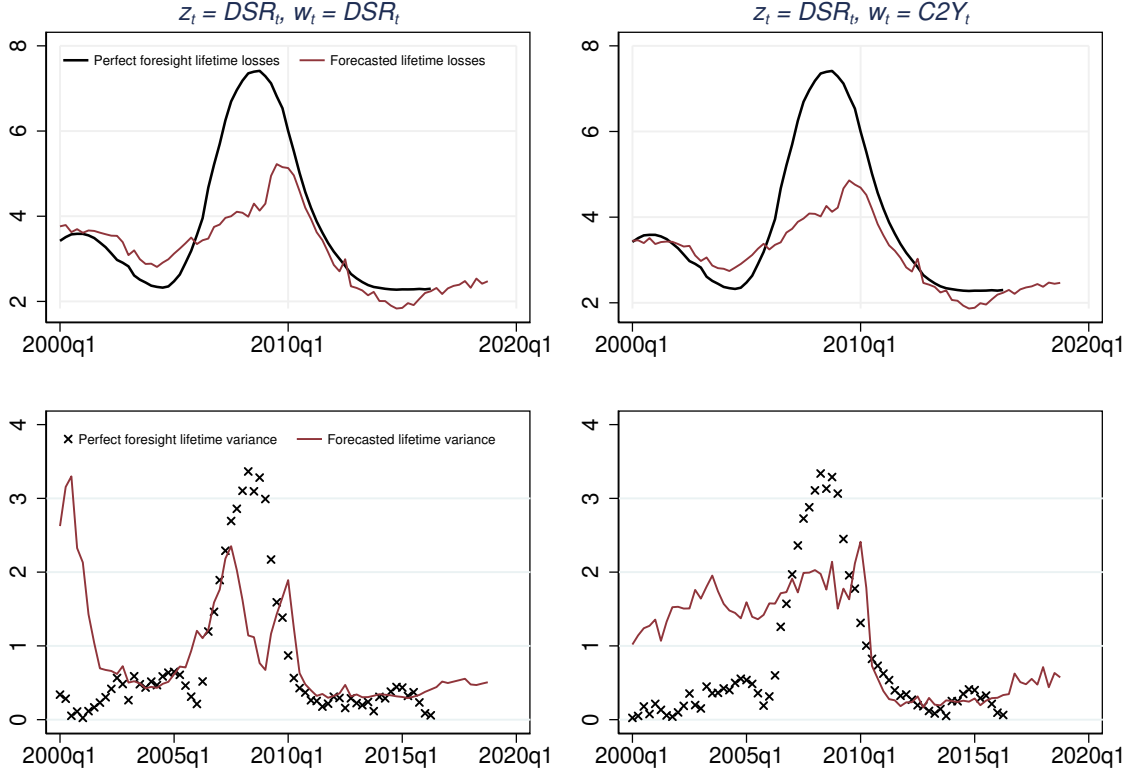 z_t = DSR_t, w_t = DSR_t
z_t = DSR_t, w_t = C2Y_t
8
6
4
2
Perfect foresight lifetime losses
Forecasted lifetime losses
2000q1
2010q1
2020q1
8
6
4
2
2000q1
2010q1
2020q1
4
3
2
1
0
Perfect foresight lifetime variance
Forecasted lifetime variance
2000q1
2005q1
2010q1
2015q1
2020q1
4
3
2
1
0
2000q1
2005q1
2010q1
2015q1
2020q1